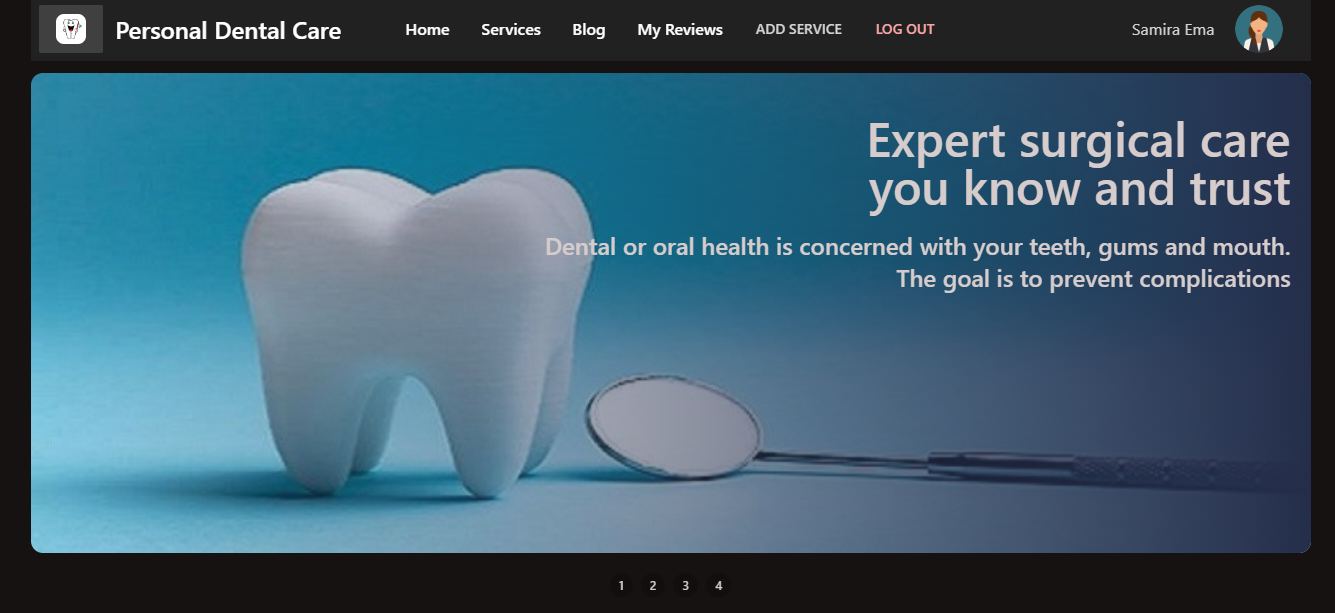 Personal Dental Care Home Services Blog My Reviews ADD SERVICE LOG OUT Samira Ema
Expert surgical care
you know and trust
Dental or oral health is concerned with your teeth, gums and mouth.
The goal is to prevent complications
1 2 3 4